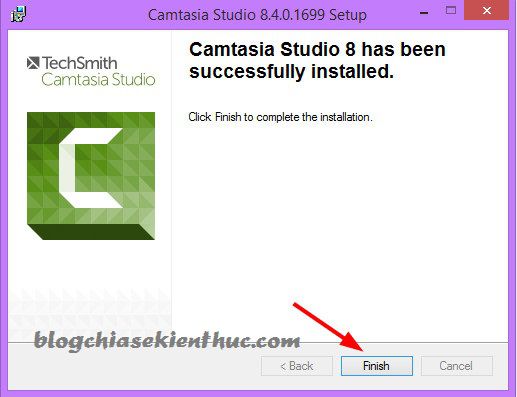 Camtasia Studio 8.4.0.1699 Setup
TechSmith
Camtasia Studio
Camtasia Studio 8 has been
successfully installed.
Click Finish to complete the installation.
blogchiasekienthuc.com
< Back
Finish
Cancel